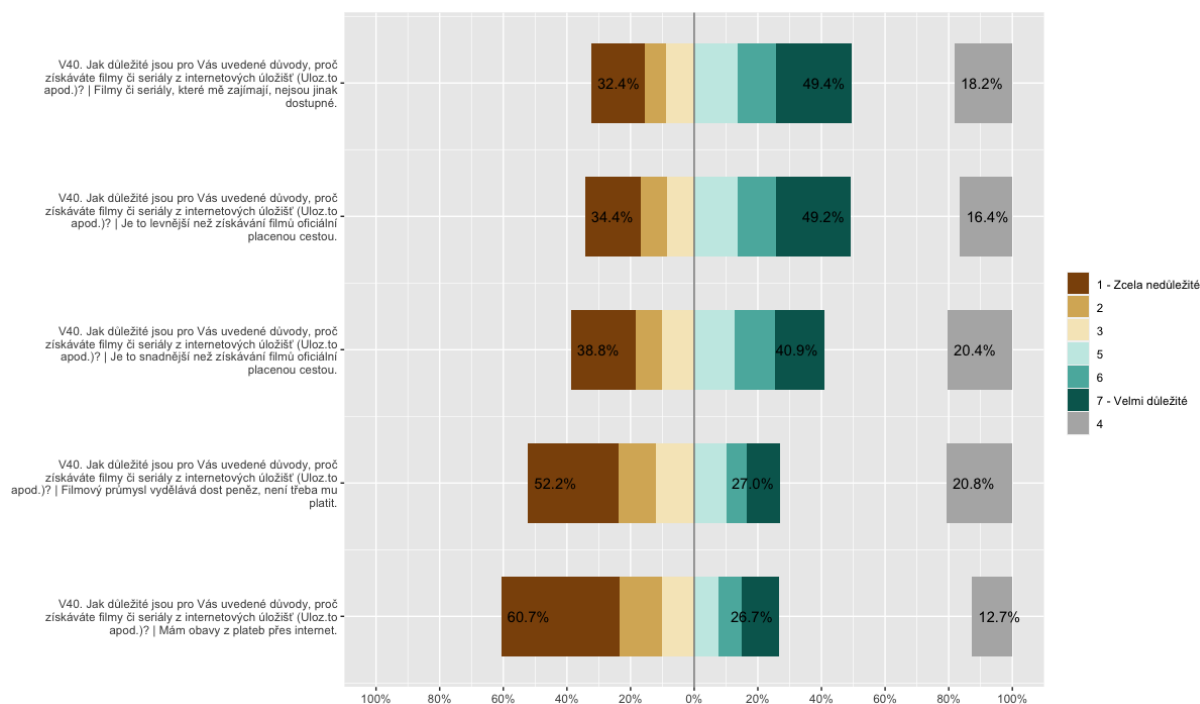 V40. Jak důležité jsou pro Vás uvedené důvody, proč
získáváte filmy či seriály z internetových úložišť (Uloz.to
apod.)? | Filmy či seriály, které mě zajímají, nejsou jinak
dostupné.
32.4%
49.4%
18.2%
V40. Jak důležité jsou pro Vás uvedené důvody, proč
získáváte filmy či seriály z internetových úložišť (Uloz.to
apod.)? | Je to levnější než získávání filmů oficiální
placenou cestou.
34.4%
49.2%
16.4%
V40. Jak důležité jsou pro Vás uvedené důvody, proč
získáváte filmy či seriály z internetových úložišť (Uloz.to
apod.)? | Je to snadnější než získávání filmů oficiální
placenou cestou.
38.8%
40.9%
20.4%
V40. Jak důležité jsou pro Vás uvedené důvody, proč
získáváte filmy či seriály z internetových úložišť (Uloz.to
apod.)? | Filmový průmysl vydělává dost peněz, není třeba mu
platit.
52.2%
27.0%
20.8%
V40. Jak důležité jsou pro Vás uvedené důvody, proč
získáváte filmy či seriály z internetových úložišť (Uloz.to
apod.)? | Mám obavy z plateb přes internet.
60.7%
26.7%
12.7%
100% 80% 60% 40% 20% 0% 20% 40% 60% 80% 100%
1 - Zcela nedůležité
2
3
5
6
7 - Velmi důležité
4